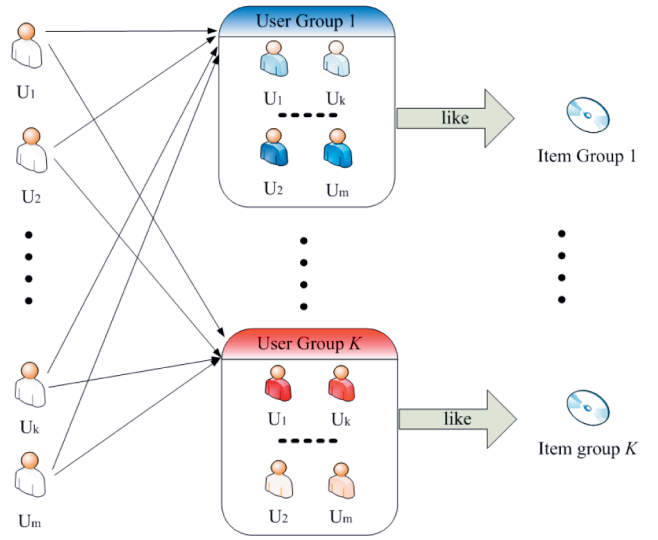 User Group 1
U1
U1 Uk
like
U2 Um
Item Group 1
U2
User Group K
U1 Uk
Uk
like
Item group K
U2 Um
Um